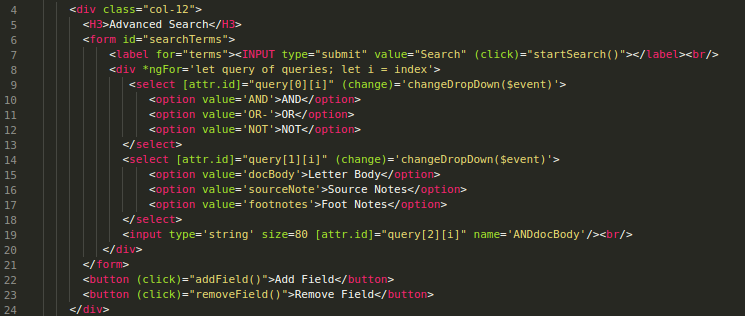 4 <div class="col-12">
5 <H3>Advanced Search</H3>
6 <form id="searchTerms">
7 <label for="terms"><INPUT type="submit" value="Search" (click)="startSearch()"></label><br/>
8 <div *ngFor='let query of queries; let i = index'>
9 <select [attr.id]="query[0][i]" (change)='changeDropDown($event)'>
10 <option value='AND'>AND</option>
11 <option value='OR-'>OR</option>
12 <option value='NOT'>NOT</option>
13 </select>
14 <select [attr.id]="query[1][i]" (change)='changeDropDown($event)'>
15 <option value='docBody'>Letter Body</option>
16 <option value='sourceNote'>Source Notes</option>
17 <option value='footnotes'>Foot Notes</option>
18 </select>
19 <input type='string' size=80 [attr.id]="query[2][i]" name='ANDdocBody'/><br/>
20 </div>
21 </form>
22 <button (click)="addField()">Add Field</button>
23 <button (click)="removeField()">Remove Field</button>
24 </div>